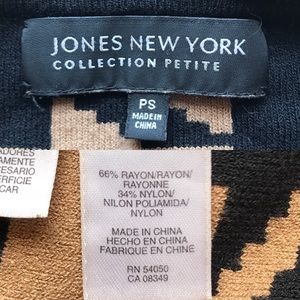 JONES NEW YORK
COLLECTION PETITE
PS
MADE IN
CHINA
ADORES
AMENTE
CESARIO
ERFICIE
CAR
66% RAYON/RAYON/
RAYONNE
34% NYLON/
NILON POLIAMIDA/
NYLON
MADE IN CHINA
HECHO EN CHINA
FABRIQUE EN CHINE
RN 54050
CA 08349